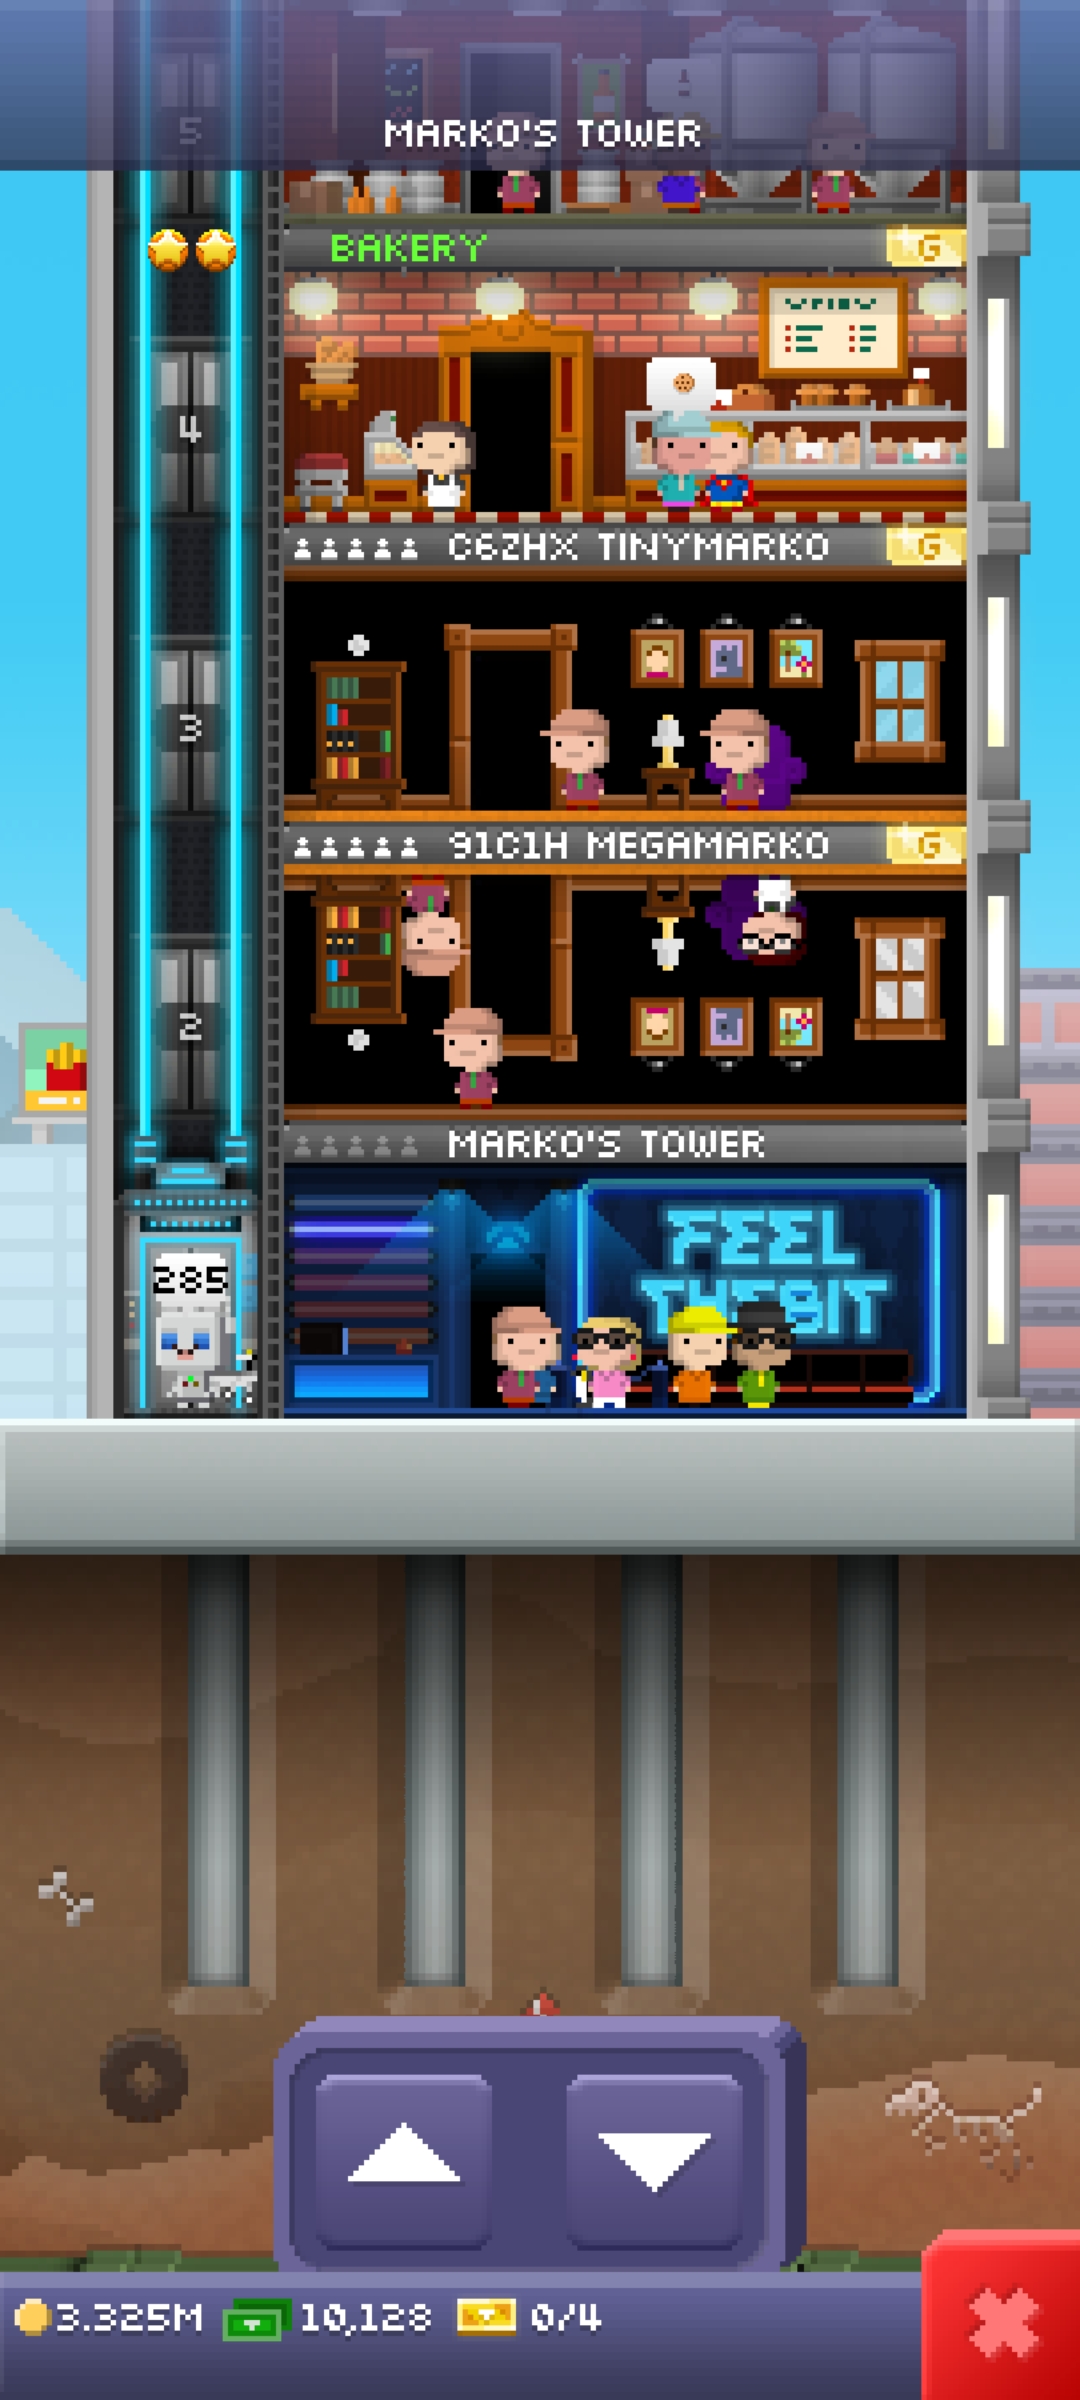 5
MARKO'S TOWER
BAKERY
G
4
C6ZHX TINYMARKO
G
3
91C1H MEGAMARKO
G
2
MARKO'S TOWER
FEEL
THE BIT
285
3.325M 10,128 0/4